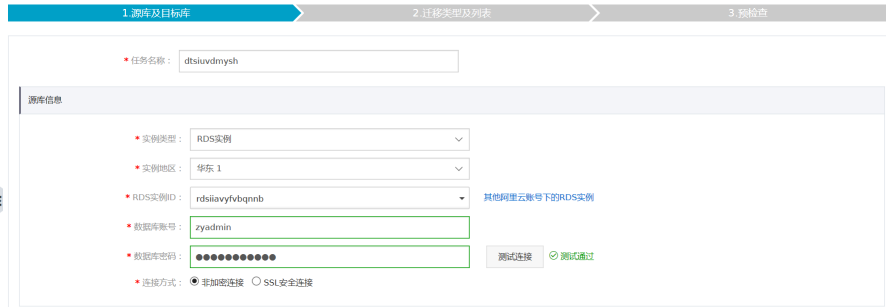 1.源库及目标库 2.迁移类型及列表 3.预检查
* 任务名称： dtsiuvdmysh
源库信息
* 实例类型： RDS实例
* 实例地区： 华东 1
* RDS实例ID： rdsiiavyfvbqnnb 其他阿里云账号下的RDS实例
* 数据库账号： zyadmin
* 数据库密码： ●●●●●●●●●●● 测试连接 测试通过
* 连接方式： 非加密连接 SSL安全连接